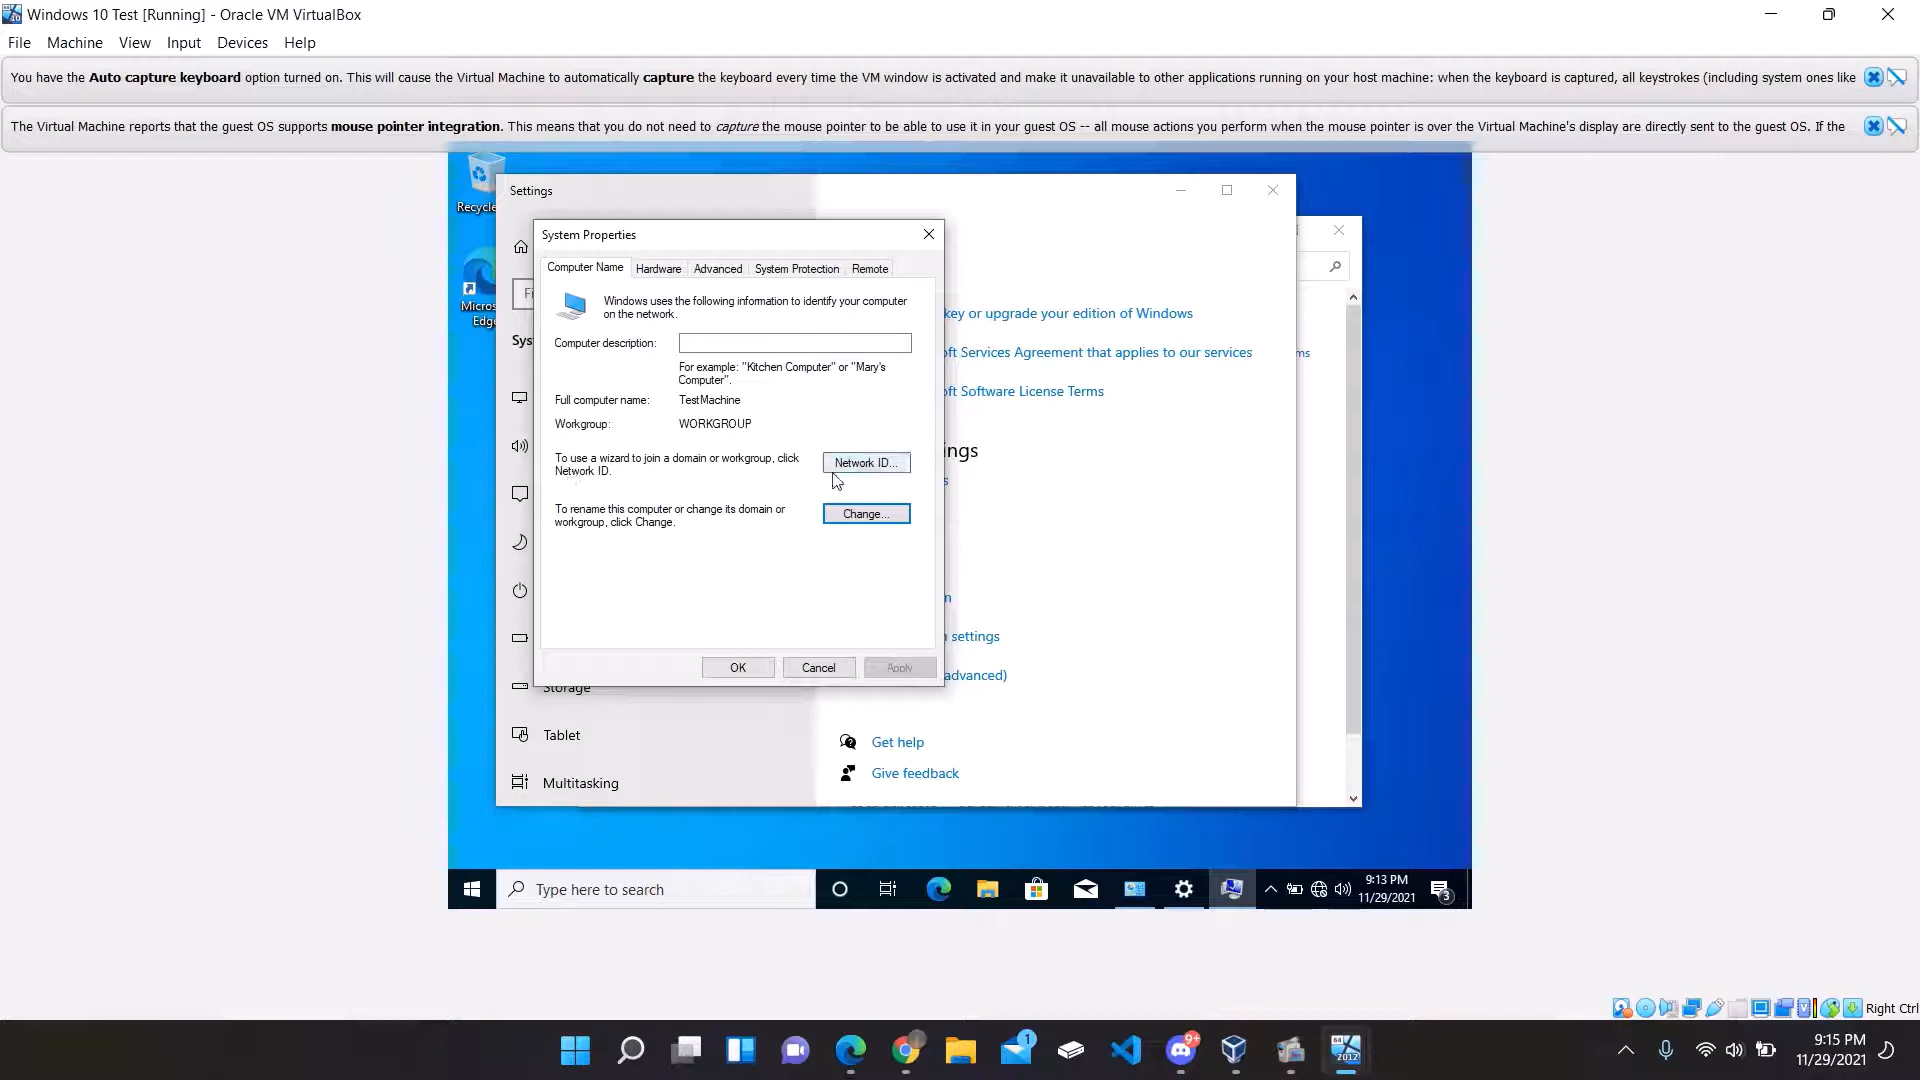 Windows 10 Test [Running] - Oracle VM VirtualBox
File Machine View Input Devices Help
You have the Auto capture keyboard option turned on. This will cause the Virtual Machine to automatically capture the keyboard every time the VM window is activated and make it unavailable to other applications running on your host machine: when the keyboard is captured, all keystrokes (including system ones like
The Virtual Machine reports that the guest OS supports mouse pointer integration. This means that you do not need to capture the mouse pointer to be able to use it in your guest OS -- all mouse actions you perform when the mouse pointer is over the Virtual Machine's display are directly sent to the guest OS. If the
Recycle
Settings
System Properties
Computer Name Hardware Advanced System Protection Remote
Windows uses the following information to identify your computer
on the network.
Computer description:
For example: "Kitchen Computer" or "Mary's
Computer".
Full computer name: TestMachine
Workgroup: WORKGROUP
To use a wizard to join a domain or workgroup, click
Network ID.
Network ID...
To rename this computer or change its domain or
workgroup, click Change.
Change...
OK Cancel Apply
Micros
Edge
Fi
Sys
key or upgrade your edition of Windows
oft Services Agreement that applies to our services
ms
oft Software License Terms
ings
s
n
n settings
advanced)
Storage
Tablet
Multitasking
Get help
Give feedback
Type here to search
9:13 PM
11/29/2021
3
Right Ctrl
1
9+
64
2012
9:15 PM
11/29/2021